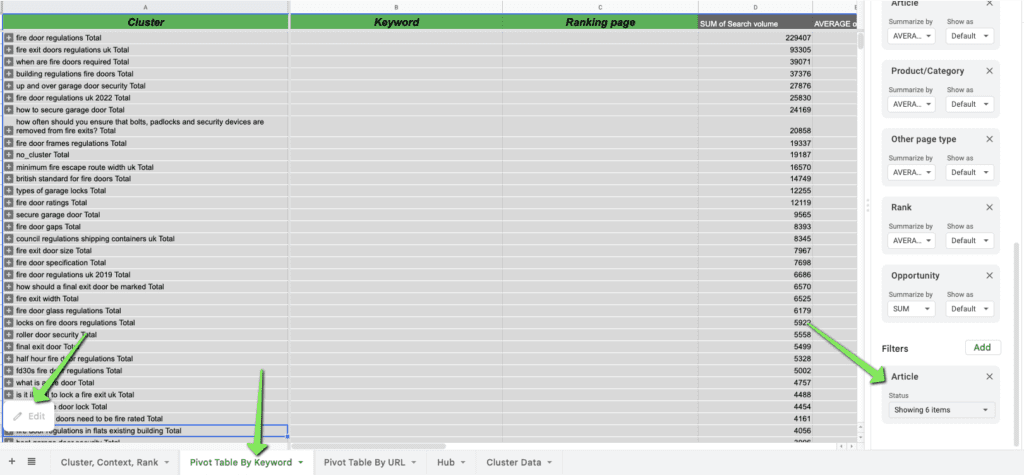 A B C D E
Cluster Keyword Ranking page SUM of Search volume AVERAGE o
fire door regulations Total 229407
fire exit doors regulations uk Total 93305
when are fire doors required Total 39071
building regulations fire doors Total 37376
up and over garage door security Total 27876
fire door regulations uk 2022 Total 25830
how to secure garage door Total 24169
how often should you ensure that bolts, padlocks and security devices are
removed from fire exits? Total 20858
fire door frames regulations Total 19337
no_cluster Total 19187
minimum fire escape route width uk Total 16570
british standard for fire doors Total 14749
types of garage locks Total 12255
fire door ratings Total 12119
secure garage door Total 9565
fire door gaps Total 8393
council regulations shipping containers uk Total 8345
fire exit door size Total 7967
fire door specification Total 7698
fire door regulations uk 2019 Total 6686
how should a final exit door be marked Total 6570
fire exit width Total 6525
fire door glass regulations Total 6179
locks on fire doors regulations Total 5922
roller door security Total 5558
final exit door Total 5499
half hour fire door regulations Total 5328
fd30s fire door regulations Total 5002
what is a fire door Total 4757
is it to lock a fire exit uk Total 4488
door lock Total 4454
doors need to be fire rated Total 4161
regulations in flats existing building Total 4056
Edit
Article
Summarize by Show as
AVERA... Default
Product/Category
Summarize by Show as
AVERA... Default
Other page type
Summarize by Show as
AVERA... Default
Rank
Summarize by Show as
AVERA... Default
Opportunity
Summarize by Show as
SUM Default
Filters Add
Article
Status
Showing 6 items
Cluster, Context, Rank Pivot Table By Keyword Pivot Table By URL Hub Cluster Data